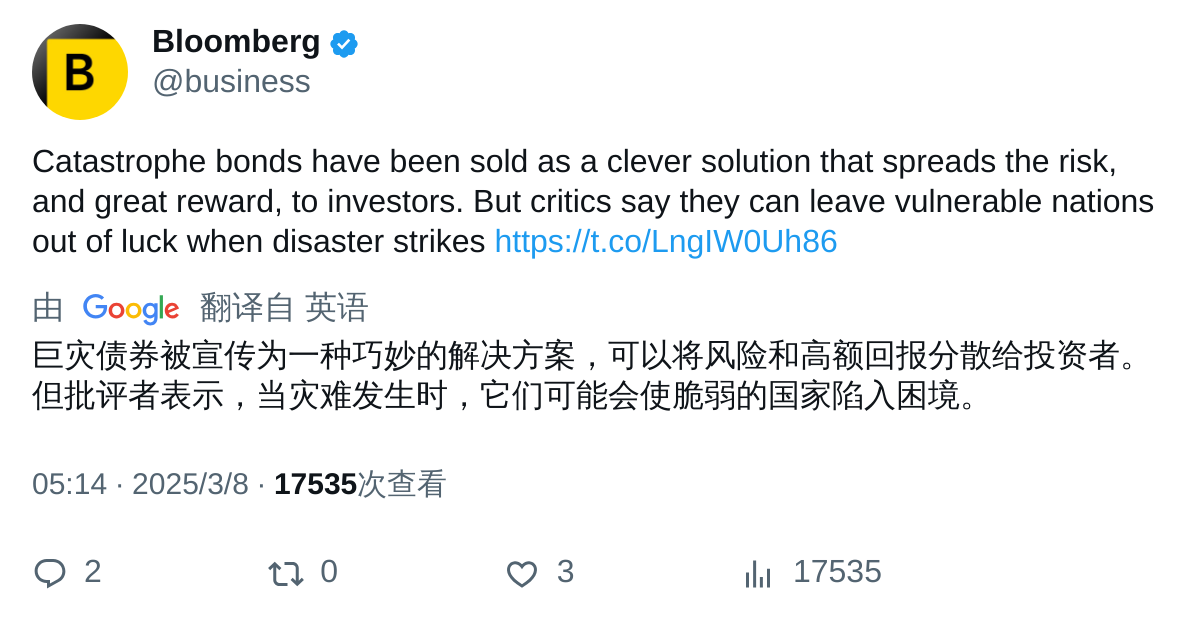 B
Bloomberg
@business
Catastrophe bonds have been sold as a clever solution that spreads the risk,
and great reward, to investors. But critics say they can leave vulnerable nations
out of luck when disaster strikes https://t.co/LngIW0Uh86
由 Google 翻译自 英语
巨灾债券被宣传为一种巧妙的解决方案，可以将风险和高额回报分散给投资者。
但批评者表示，当灾难发生时，它们可能会使脆弱的国家陷入困境。
05:14 · 2025/3/8 · 17535次查看
2 0 3 17535